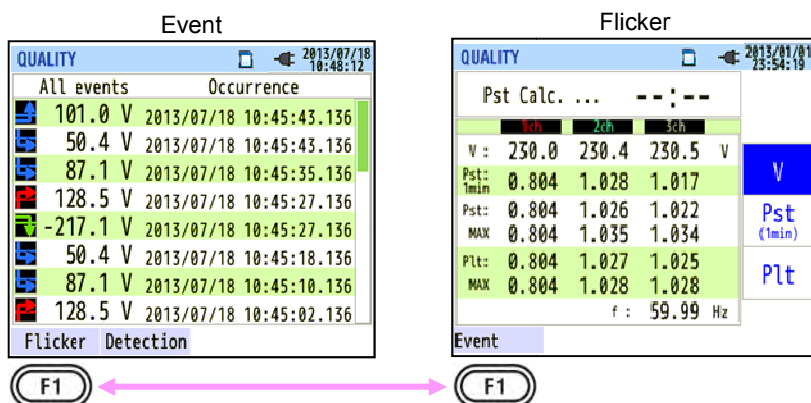 Event
QUALITY 2013/07/18 10:48:12
All events Occurrence
101.0 V 2013/07/18 10:45:43.136
50.4 V 2013/07/18 10:45:43.136
87.1 V 2013/07/18 10:45:35.136
128.5 V 2013/07/18 10:45:27.136
-217.1 V 2013/07/18 10:45:27.136
50.4 V 2013/07/18 10:45:18.136
87.1 V 2013/07/18 10:45:10.136
128.5 V 2013/07/18 10:45:02.136
Flicker Detection
F1
Flicker
QUALITY 2013/01/01 23:54:19
Pst Calc. ... --:--
1ch 2ch 3ch
V : 230.0 230.4 230.5 V
Pst: 1min 0.804 1.028 1.017
Pst: 0.804 1.026 1.022
MAX 0.804 1.035 1.034
Plt: 0.804 1.027 1.025
MAX 0.804 1.028 1.028
f : 59.99 Hz
V
Pst
(1min)
Plt
Event
F1